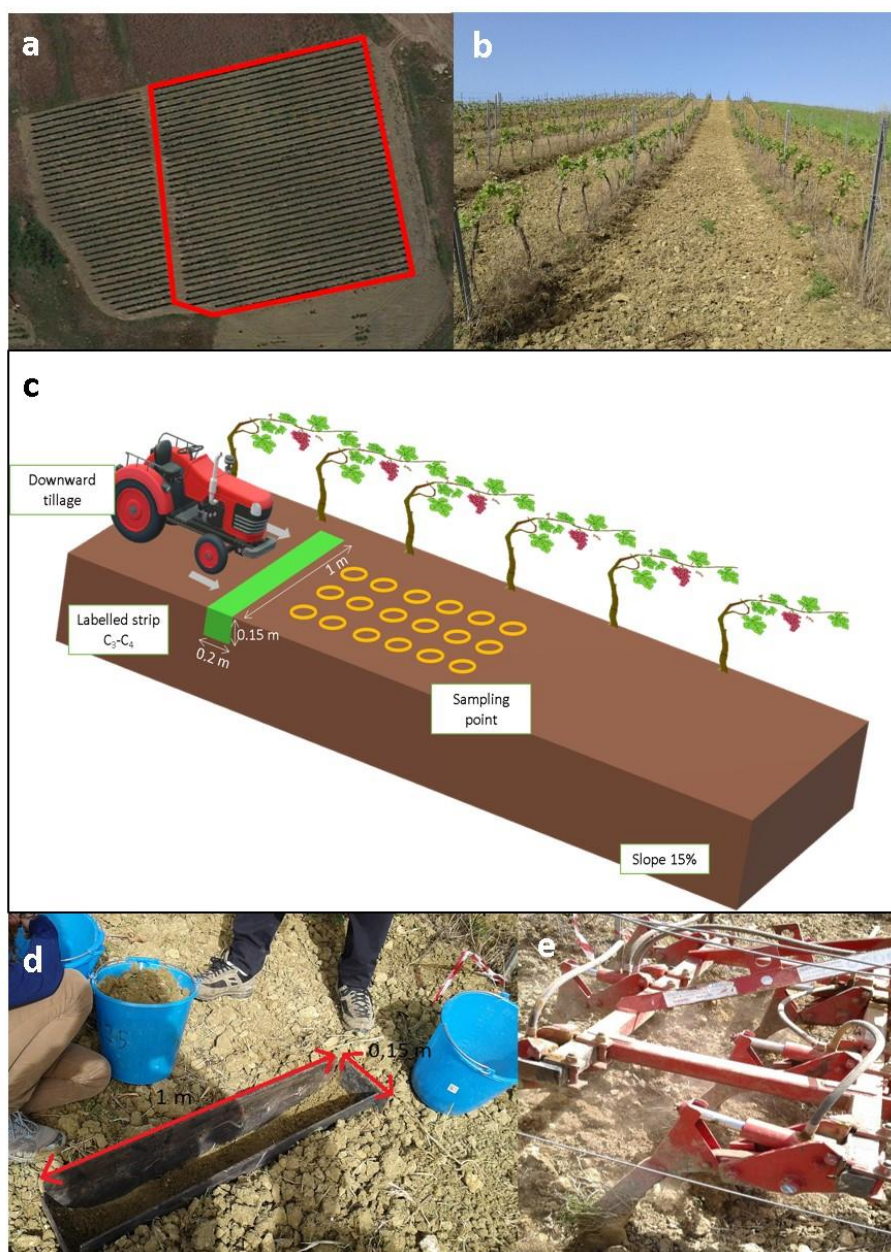 a
b
c
Downward
tillage
1 m
Labelled strip
C₃-C₄
0.15 m
0.2 m
Sampling
point
Slope 15%
d
e
0,15 m
1 m